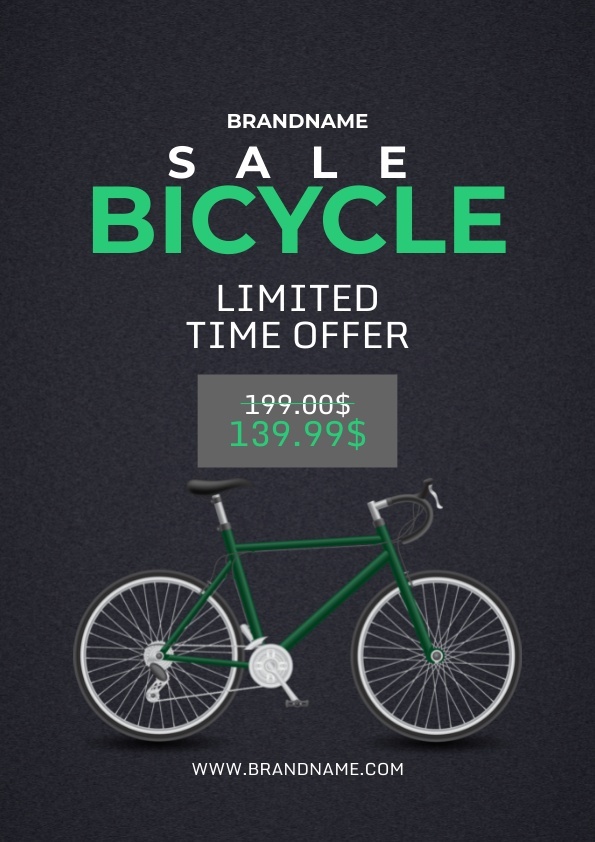 BRANDNAME
SALE
BICYCLE
LIMITED
TIME OFFER
199.00$
139.99$
WWW.BRANDNAME.COM